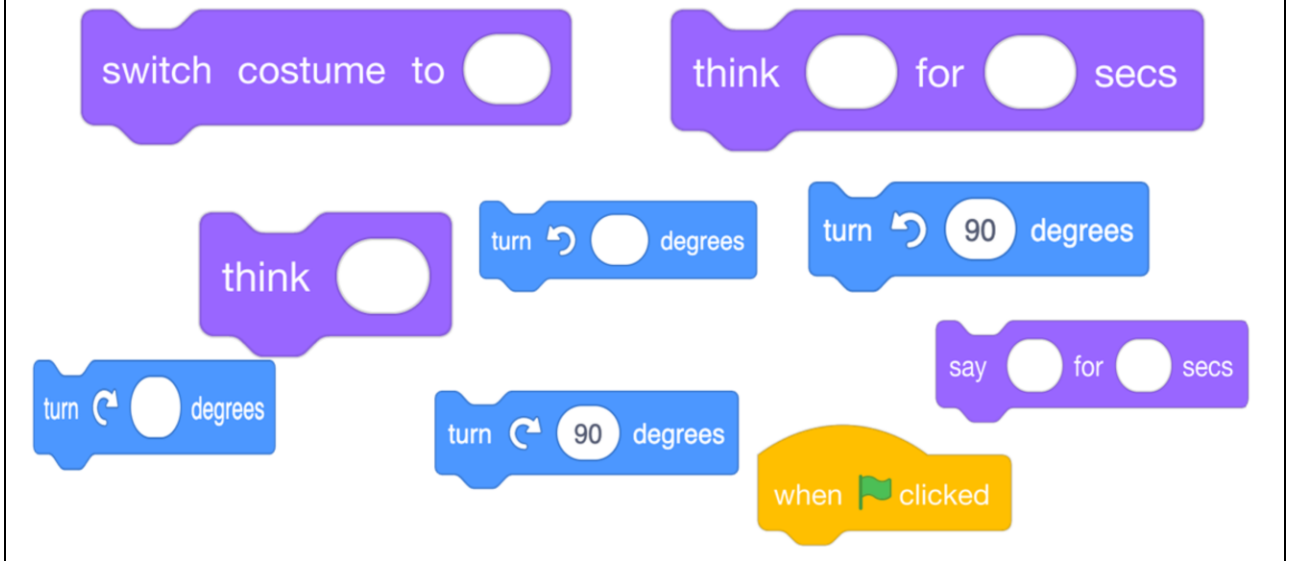 switch costume to
think for secs
think
turn degrees
turn 90 degrees
say for secs
turn degrees
turn 90 degrees
when clicked